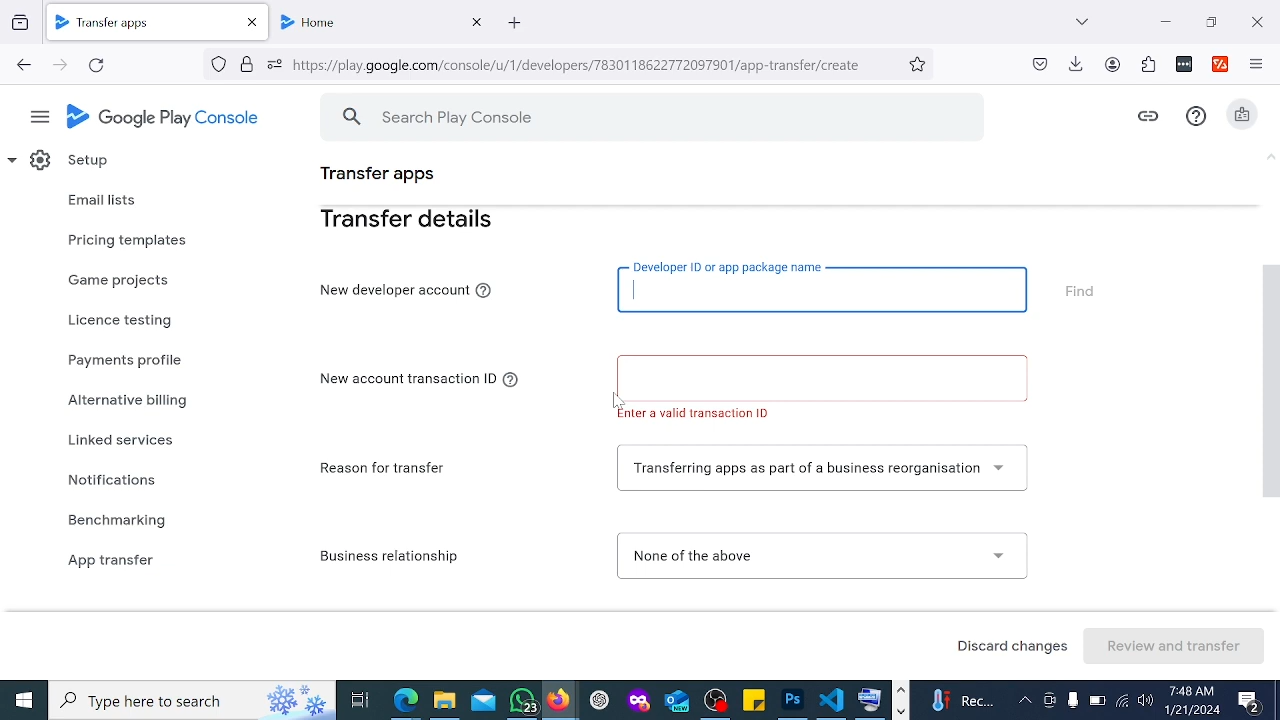 Transfer apps
Home
https://play.google.com/console/u/1/developers/7830118622772097901/app-transfer/create
Google Play Console
Search Play Console
Setup
Email lists
Pricing templates
Game projects
Licence testing
Payments profile
Alternative billing
Linked services
Notifications
Benchmarking
App transfer
Transfer apps
Transfer details
New developer account
Developer ID or app package name
Find
New account transaction ID
Enter a valid transaction ID
Reason for transfer
Transferring apps as part of a business reorganisation
Business relationship
None of the above
Discard changes
Review and transfer
Type here to search
23
NEW
Ps
Rec...
7:48 AM
1/21/2024
2